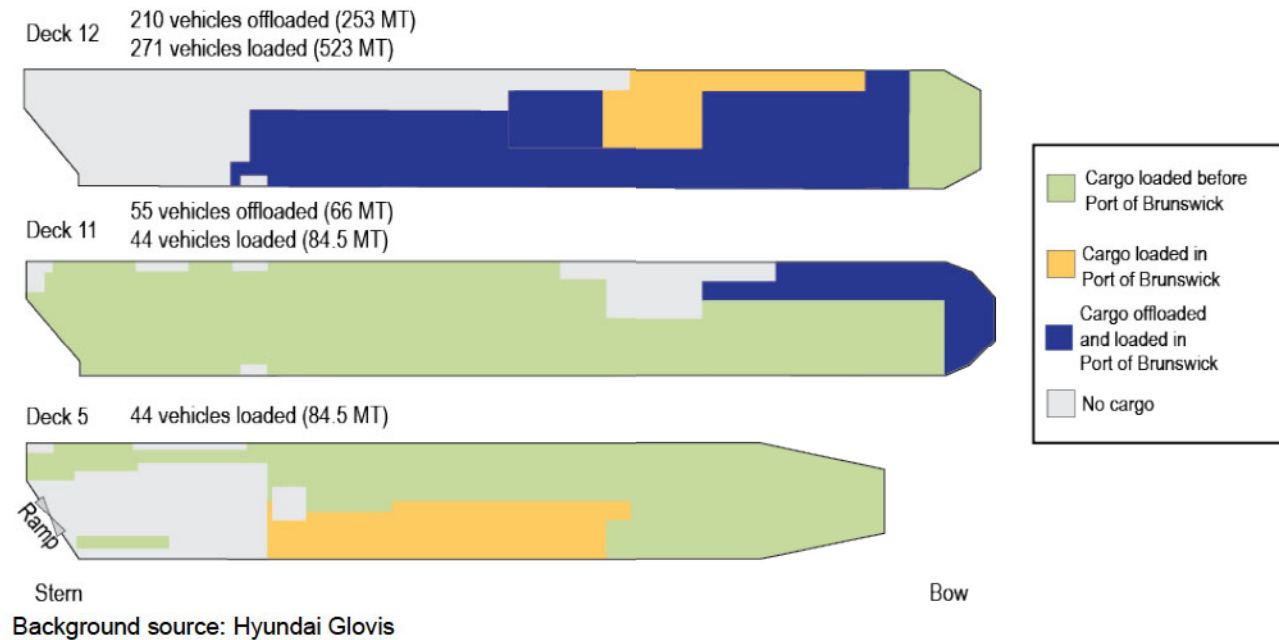 Deck 12
210 vehicles offloaded (253 MT)
271 vehicles loaded (523 MT)
Deck 11
55 vehicles offloaded (66 MT)
44 vehicles loaded (84.5 MT)
Deck 5
44 vehicles loaded (84.5 MT)
Ramp
Stern
Bow
Cargo loaded before
Port of Brunswick
Cargo loaded in
Port of Brunswick
Cargo offloaded
and loaded in
Port of Brunswick
No cargo
Background source: Hyundai Glovis